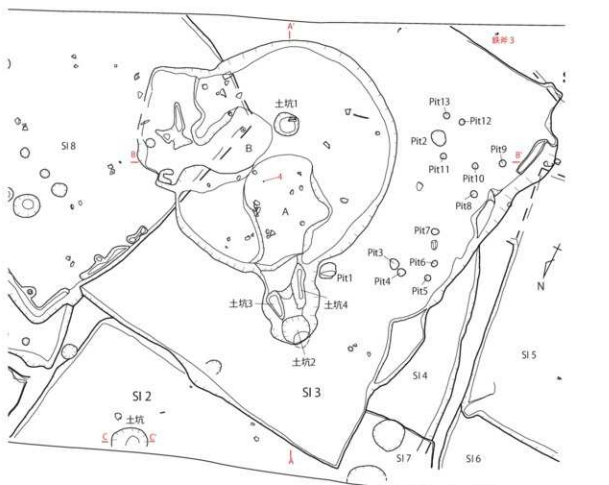 A'
鉄斧3
土坑1
Pit13
Pit12
Pit2
SI 8
B
B
Pit11
Pit9
B'
4
Pit10
Pit8
A
Pit7
Pit3
Pit6
Pit1
Pit4
Pit5
N
土坑3
土坑4
土坑2
SI 5
SI 4
SI 2
SI 3
土坑
C
C'
A
SI 7
SI 6